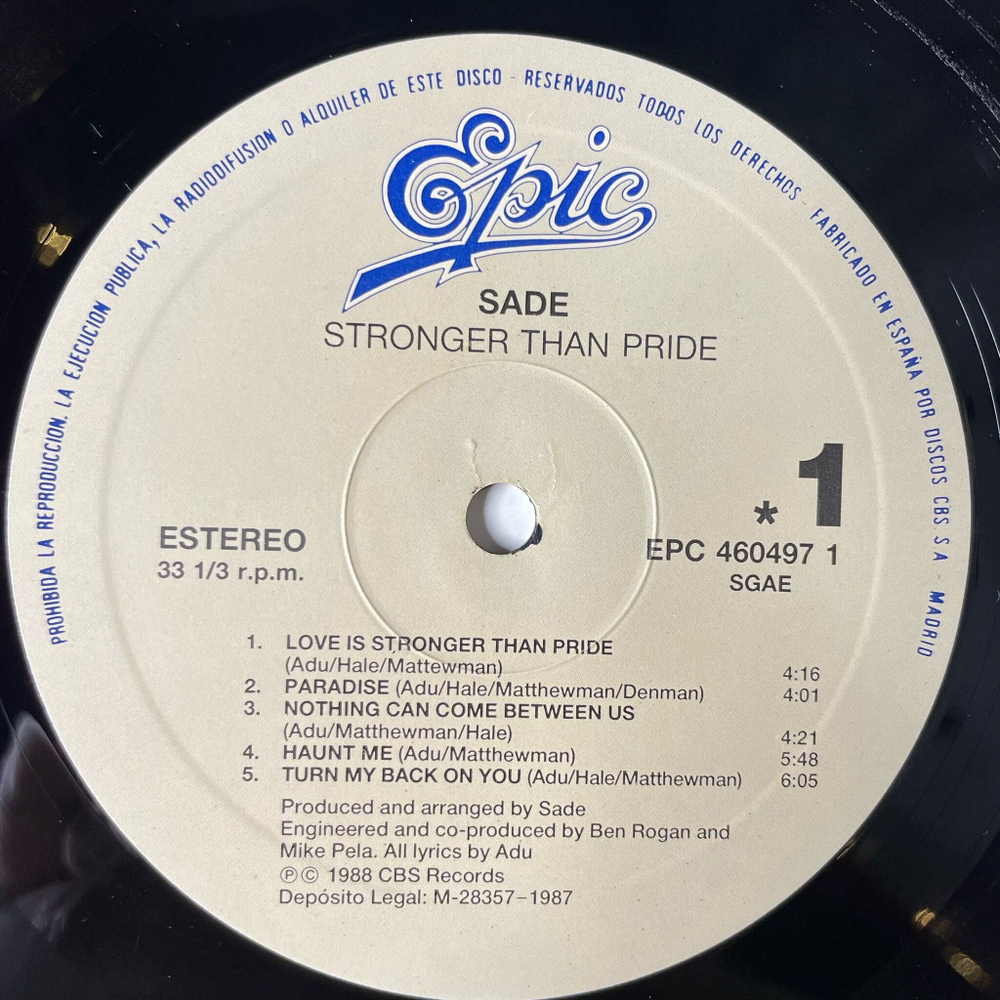 PROHIBIDA LA REPRODUCCION. LA EJECUCION PUBLICA, LA RADIODIFUSION O ALQUILER DE ESTE DISCO - RESERVADOS TODOS LOS DERECHOS - FABRICADO EN ESPAÑA POR DISCOS CBS S A - MADRID
Epic
SADE
STRONGER THAN PRIDE
1
*
ESTEREO
EPC 460497 1
33 1/3 r.p.m.
SGAE
1. LOVE IS STRONGER THAN PRIDE
(Adu/Hale/Mattewman) 4:16
2. PARADISE (Adu/Hale/Matthewman/Denman) 4:01
3. NOTHING CAN COME BETWEEN US
(Adu/Matthewman/Hale) 4:21
4. HAUNT ME (Adu/Matthewman) 5:48
5. TURN MY BACK ON YOU (Adu/Hale/Matthewman) 6:05
Produced and arranged by Sade
Engineered and co-produced by Ben Rogan and
Mike Pela. All lyrics by Adu
℗© 1988 CBS Records
Depósito Legal: M-28357-1987